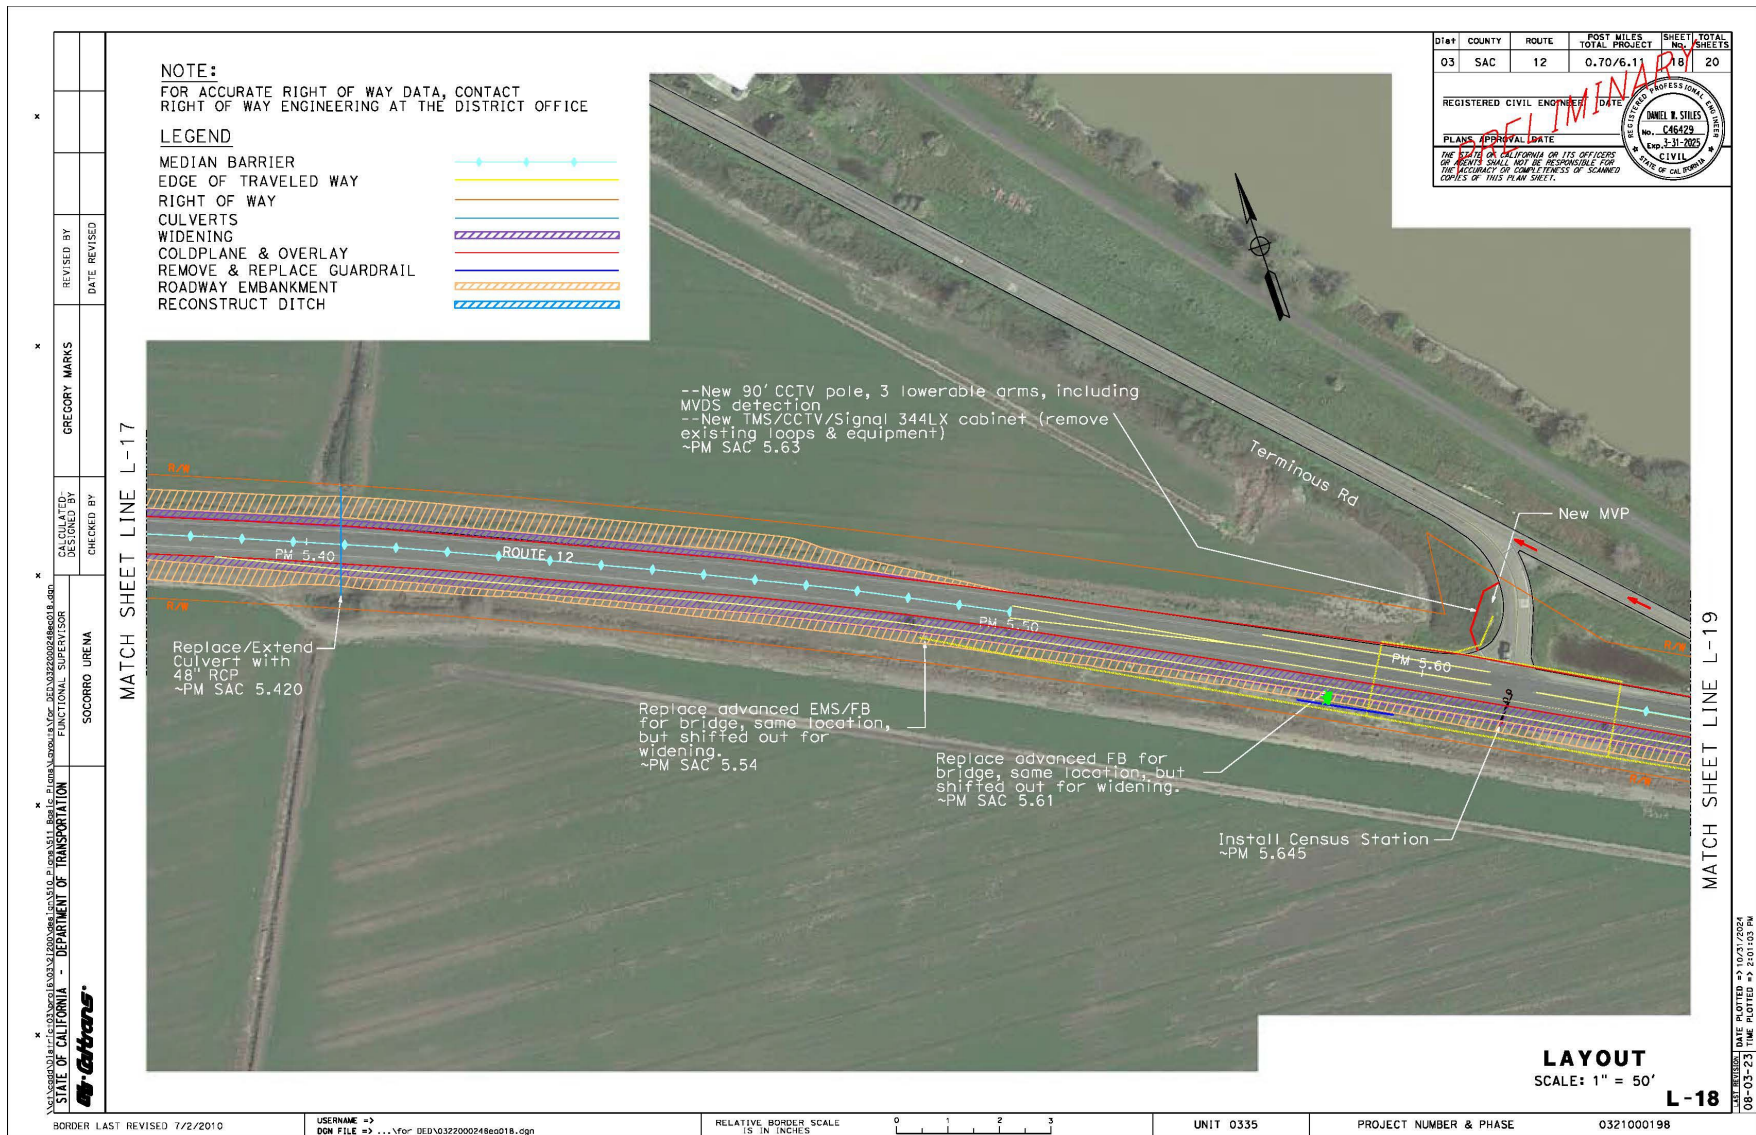 Dist COUNTY ROUTE POST MILES TOTAL PROJECT SHEET No. TOTAL SHEETS
03 SAC 12 0.70/6.11 18 20
REGISTERED CIVIL ENGINEER DATE
PLANS APPROVAL DATE
THE STATE OF CALIFORNIA OR ITS OFFICERS
OR AGENTS SHALL NOT BE RESPONSIBLE FOR
THE ACCURACY OR COMPLETENESS OF SCANNED
COPIES OF THIS PLAN SHEET.
PRELIMINARY
REGISTERED PROFESSIONAL ENGINEER
DANIEL W. STILES
No. C46429
Exp. 3-31-2025
CIVIL
STATE OF CALIFORNIA
NOTE:
FOR ACCURATE RIGHT OF WAY DATA, CONTACT
RIGHT OF WAY ENGINEERING AT THE DISTRICT OFFICE
LEGEND
MEDIAN BARRIER
EDGE OF TRAVELED WAY
RIGHT OF WAY
CULVERTS
WIDENING
COLDPLANE & OVERLAY
REMOVE & REPLACE GUARDRAIL
ROADWAY EMBANKMENT
RECONSTRUCT DITCH
--New 90' CCTV pole, 3 lowerable arms, including
MVDS detection
--New TMS/CCTV/Signal 344LX cabinet (remove
existing loops & equipment)
~PM SAC 5.63
Terminous Rd
New MVP
R/W
R/W
R/W
R/W
PM 5.40
ROUTE 12
PM 5.50
PM 5.60
Replace/Extend
Culvert with
48" RCP
~PM SAC 5.420
Replace advanced EMS/FB
for bridge, same location,
but shifted out for
widening.
~PM SAC 5.54
Replace advanced FB for
bridge, same location, but
shifted out for widening.
~PM SAC 5.61
Install Census Station
~PM 5.645
MATCH SHEET LINE L-17
MATCH SHEET LINE L-19
REVISED BY
DATE REVISED
GREGORY MARKS
CALCULATED-
DESIGNED BY
CHECKED BY
FUNCTIONAL SUPERVISOR
SOCORRO URENA
STATE OF CALIFORNIA - DEPARTMENT OF TRANSPORTATION
Caltrans
LAYOUT
SCALE: 1" = 50'
L-18
LAST REVISION
08-03-23
DATE PLOTTED => 10/31/2024
TIME PLOTTED => 2:01:03 PM
BORDER LAST REVISED 7/2/2010
USERNAME =>
DGN FILE => ...\for DED\0322000248ea018.dgn
RELATIVE BORDER SCALE
IS IN INCHES
0 1 2 3
UNIT 0335
PROJECT NUMBER & PHASE
0321000198